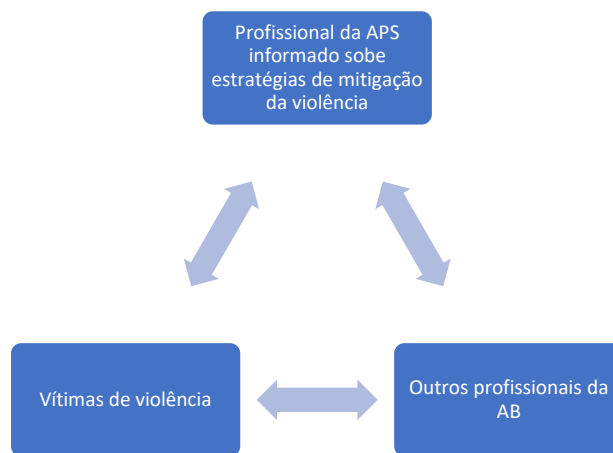 Profissional da APS
informado sobe
estratégias de mitigação
da violência
Vítimas de violência
Outros profissionais da
AB